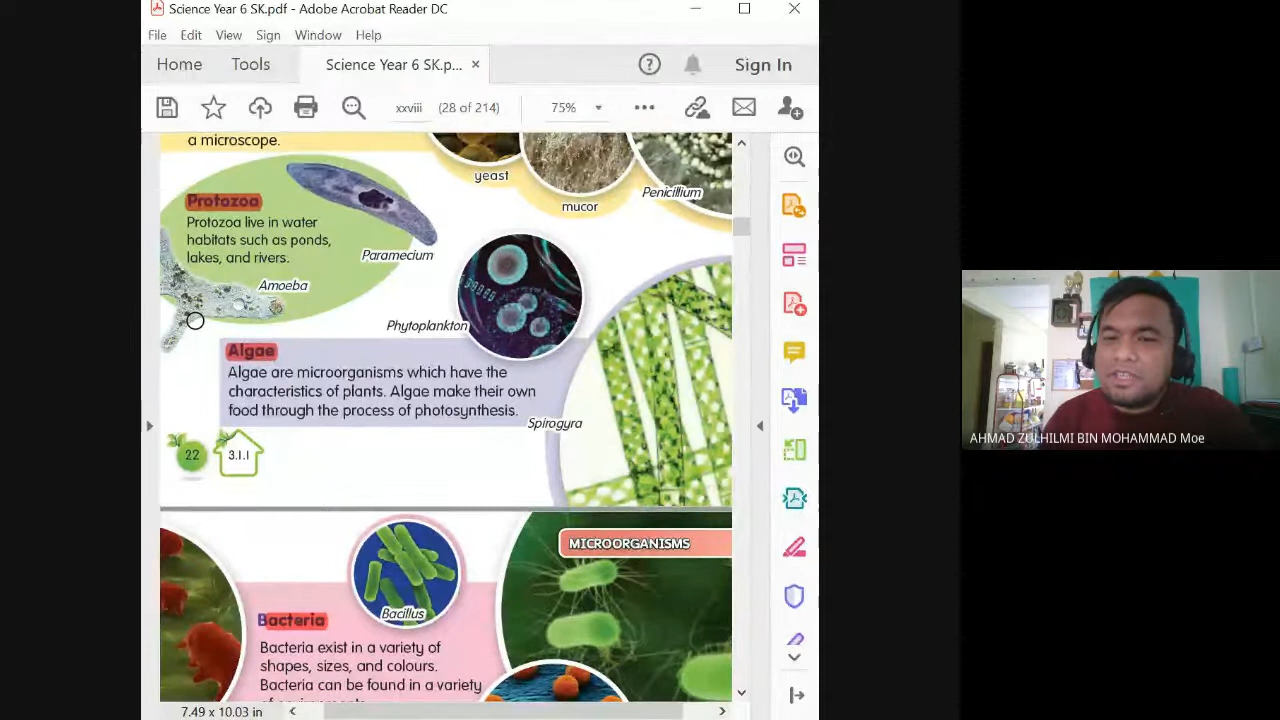 Science Year 6 SK.pdf - Adobe Acrobat Reader DC
File Edit View Sign Window Help
Home Tools Science Year 6 SK.p... × Sign In
xxviii (28 of 214) 75%
a microscope.
yeast
mucor
Penicillium
Protozoa
Protozoa live in water
habitats such as ponds,
lakes, and rivers.
Paramecium
Amoeba
Phytoplankton
Algae
Algae are microorganisms which have the
characteristics of plants. Algae make their own
food through the process of photosynthesis.
Spirogyra
22 3.1.1
MICROORGANISMS
Bacillus
Bacteria
Bacteria exist in a variety of
shapes, sizes, and colours.
Bacteria can be found in a variety
7.49 x 10.03 in
AHMAD ZULHILMI BIN MOHAMMAD Moe